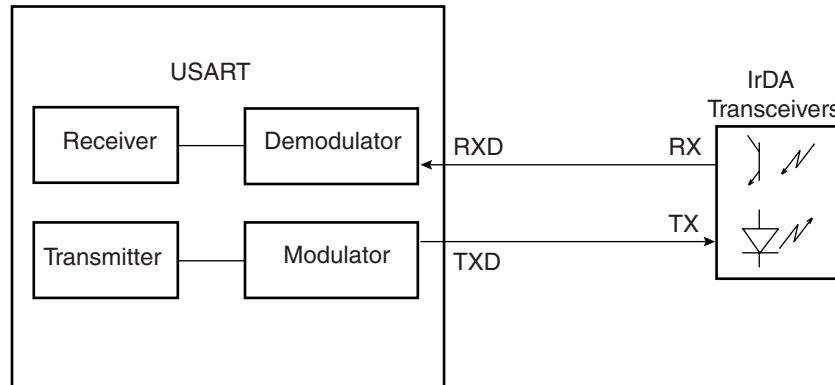 USART
IrDA
Transceivers
Receiver
Demodulator
RXD
RX
Transmitter
Modulator
TXD
TX